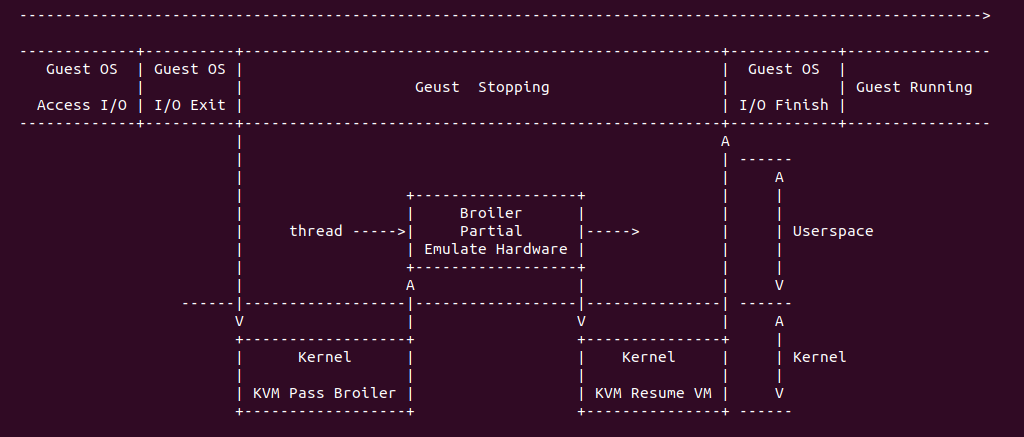 Guest OS | Guest OS | | Guest OS |
Geust Stopping | Guest Running
Access I/O | I/O Exit | | I/O Finish |
A
A
Broiler
thread ----->| Partial |-----> Userspace
Emulate Hardware
A V
V V A
Kernel Kernel Kernel
KVM Pass Broiler KVM Resume VM V